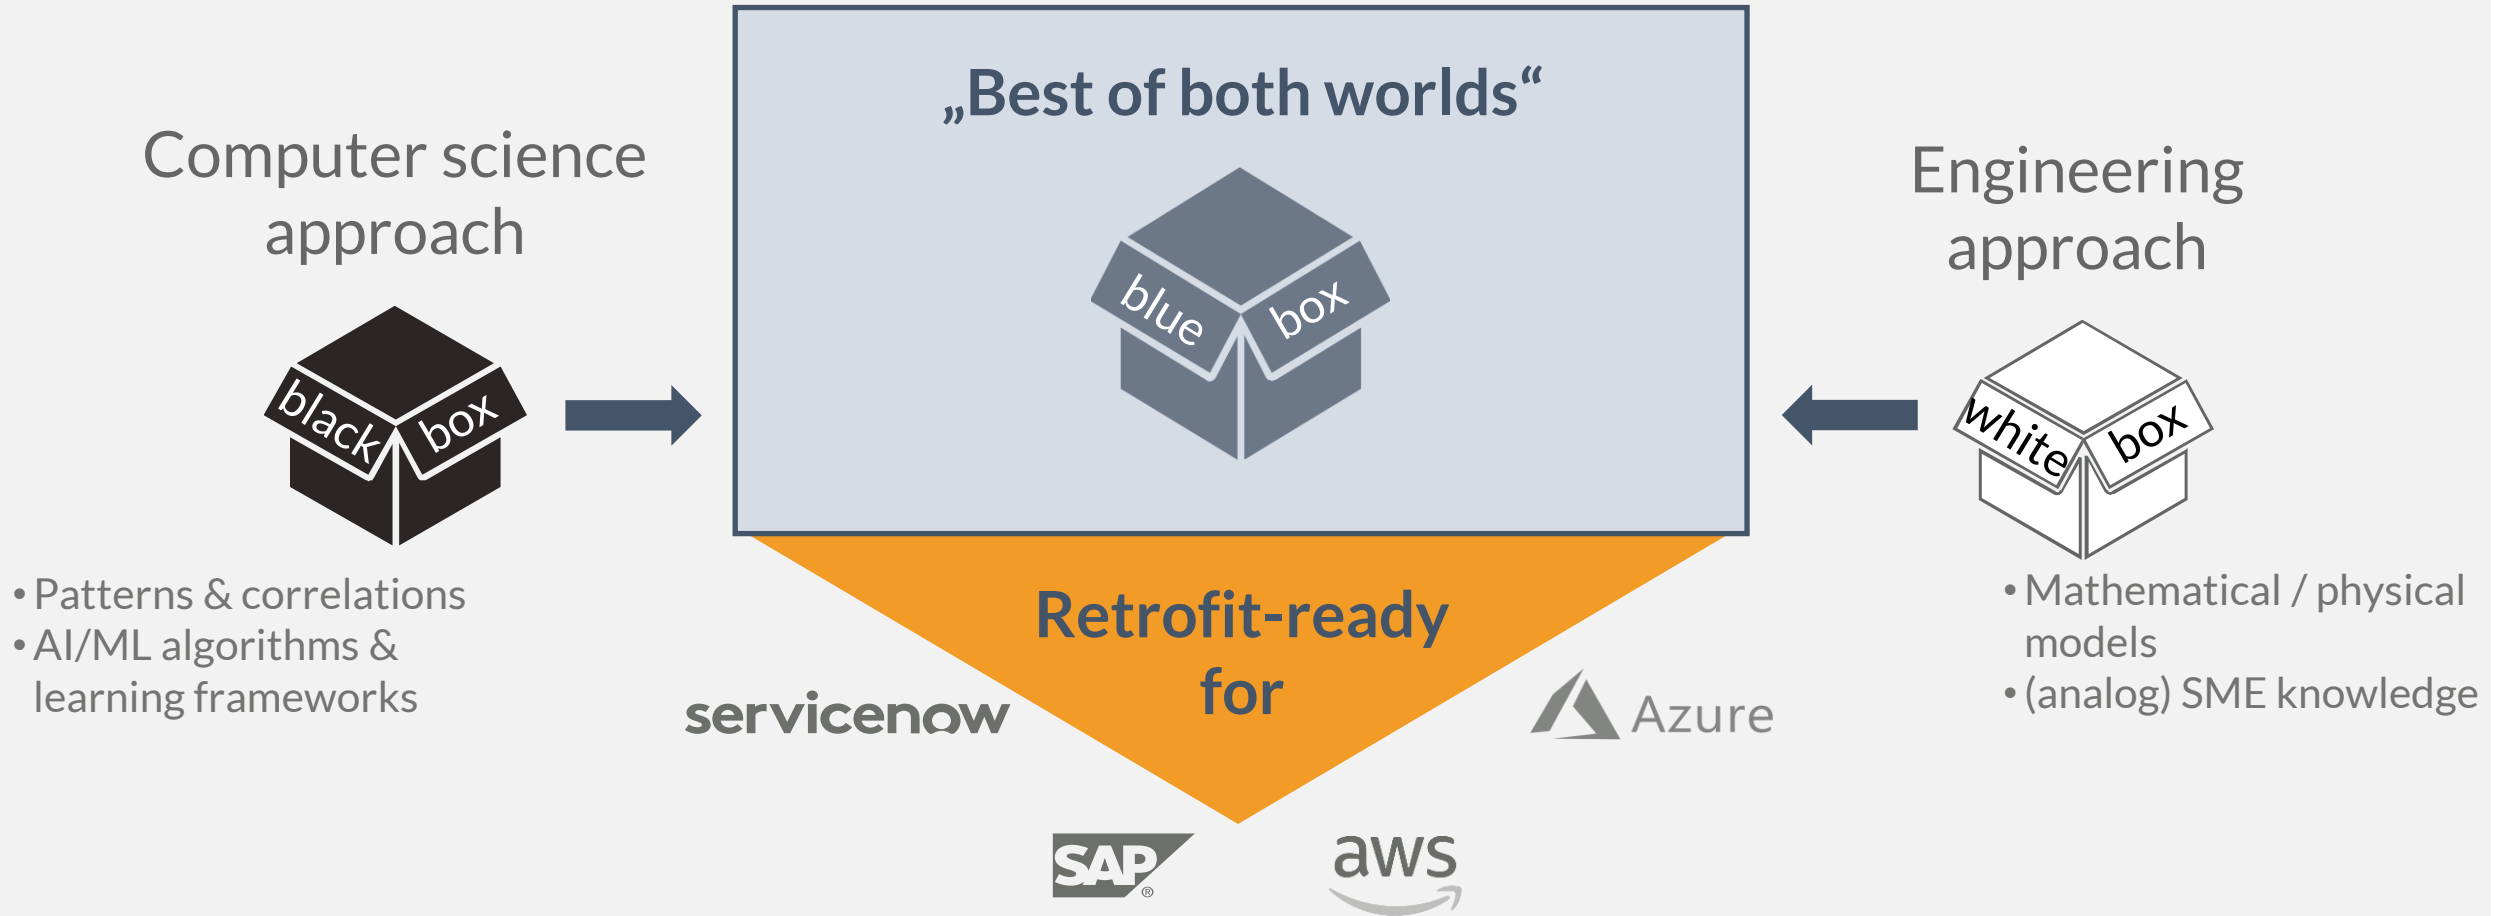 „Best of both worlds“
Computer science
approach
Engineering
approach
blue box
black box
white box
• Patterns & correlations
• AI/ML algorithms &
learning frameworks
• Mathematical / physical
models
• (analog) SME knowledge
Retrofit-ready
for
servicenow
Azure
SAP®
aws